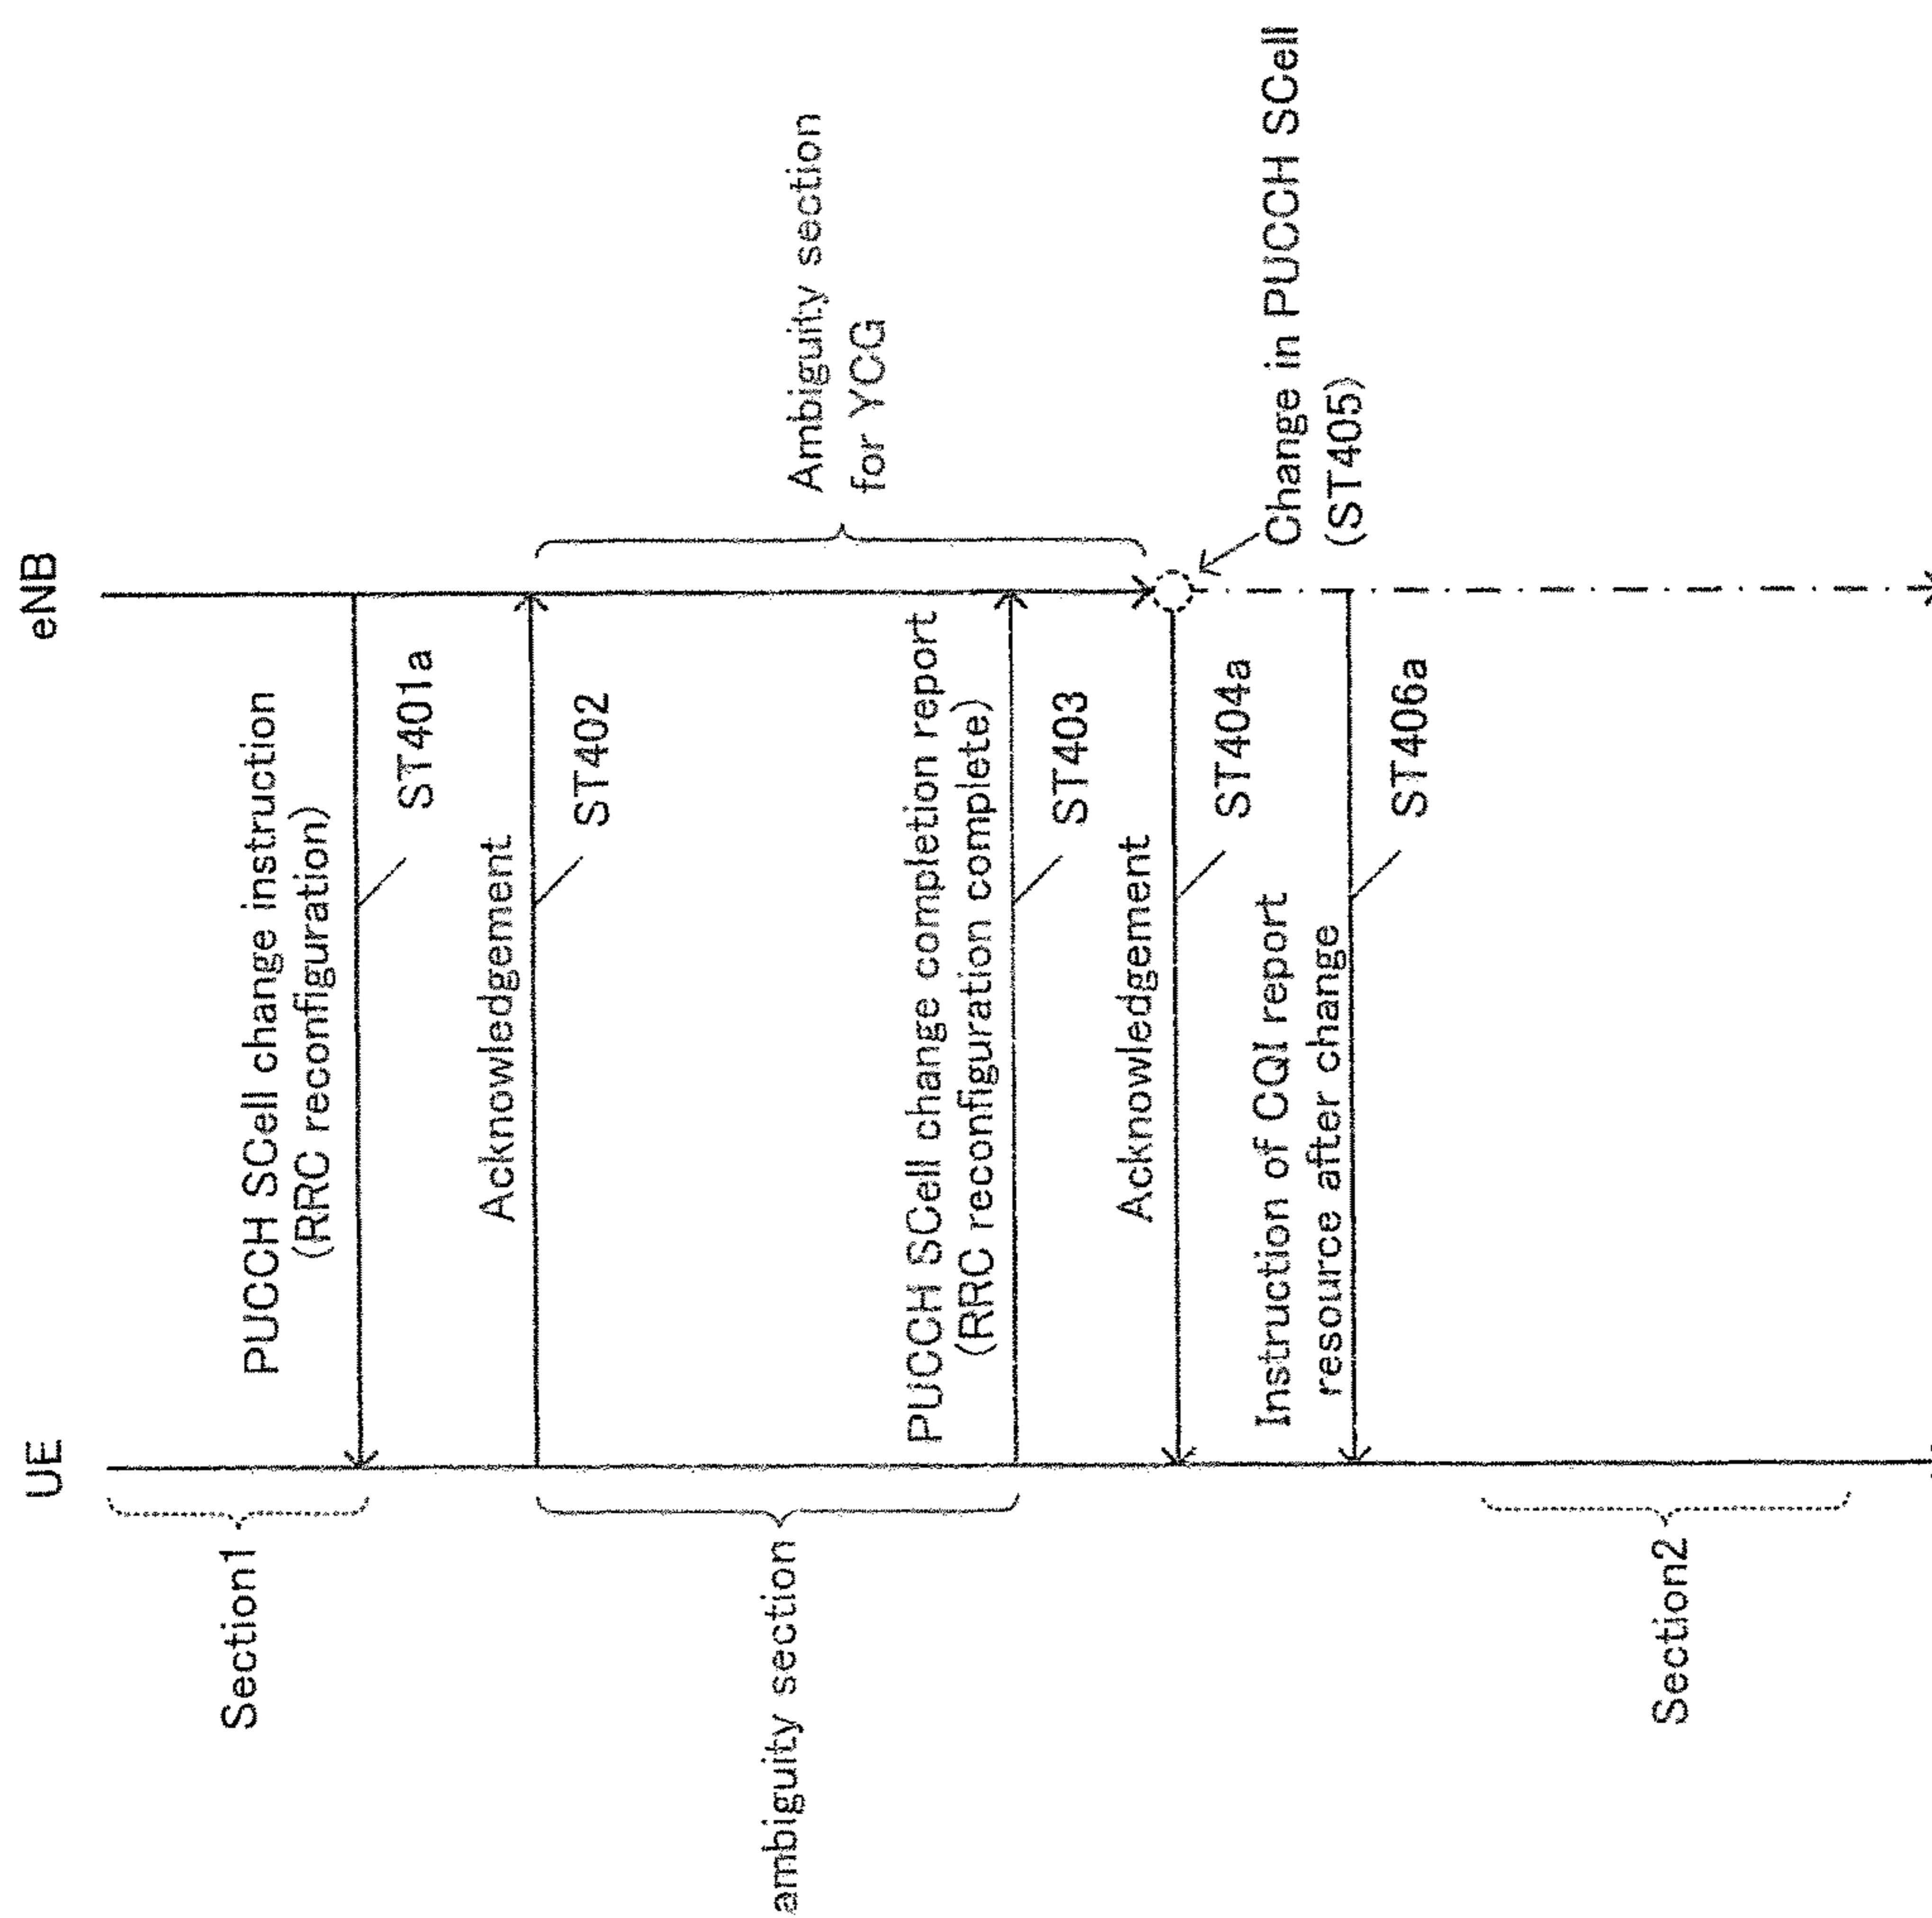 UE
eNB
Section1
PUCCH SCell change instruction
(RRC reconfiguration)
ST401a
Acknowledgement
ST402
ambiguity section
Ambiguity section
for YCG
PUCCH SCell change completion report
(RRC reconfiguration complete)
ST403
Acknowledgement
ST404a
Change in PUCCH SCell
(ST405)
Instruction of CQI report
resource after change
ST406a
Section2